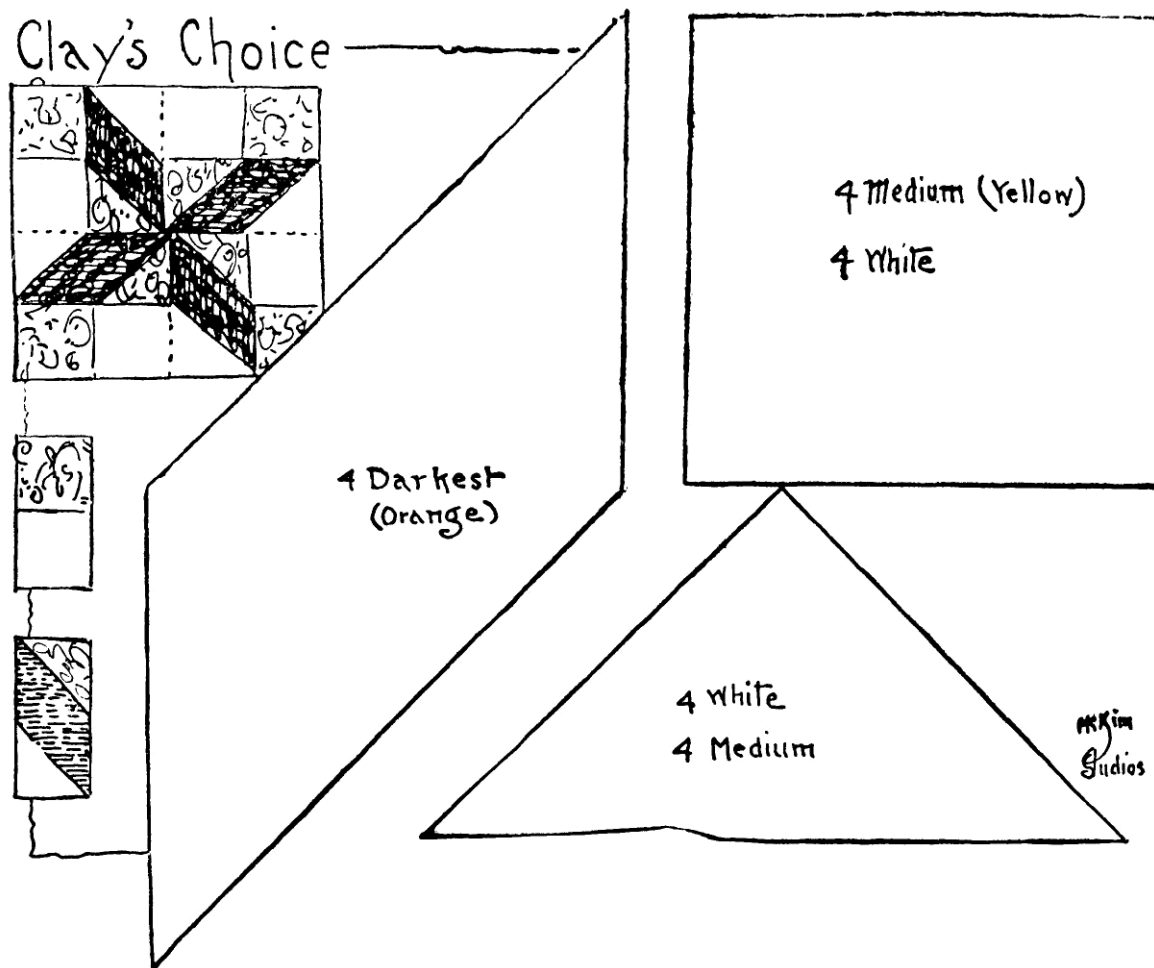 Clay's Choice
4 Medium (Yellow)
4 White
4 Darkest
(Orange)
4 White
4 Medium
McKim
Studios